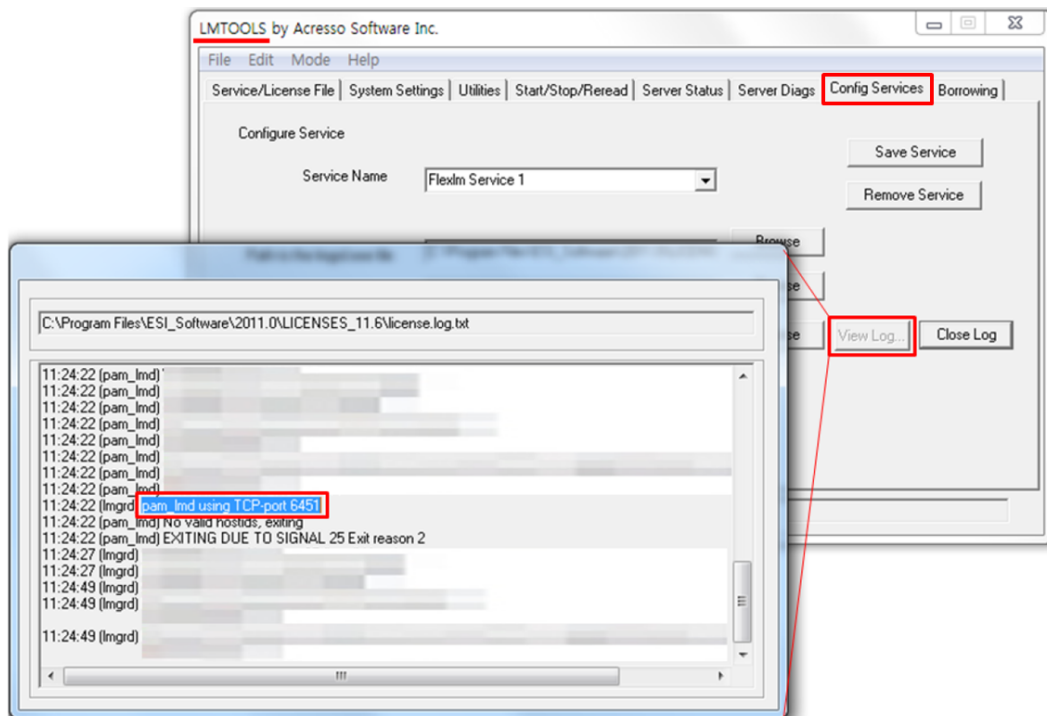 LMTOOLS by Acresso Software Inc.
File Edit Mode Help
Service/License File System Settings Utilities Start/Stop/Reread Server Status Server Diags Config Services Borrowing
Configure Service
Save Service
Service Name
Flexlm Service 1
Remove Service
Browse
C:\Program Files\ESI_Software\2011.0\LICENSES_11.6\license.log.txt
View Log...
Close Log
11:24:22 (pam_lmd)
11:24:22 (pam_lmd)
11:24:22 (pam_lmd)
11:24:22 (pam_lmd)
11:24:22 (pam_lmd)
11:24:22 (pam_lmd)
11:24:22 (pam_lmd)
11:24:22 (pam_lmd)
11:24:22 (lmgrd) pam_lmd using TCP-port 6451
11:24:22 (pam_lmd) No valid hostids, exiting
11:24:22 (pam_lmd) EXITING DUE TO SIGNAL 25 Exit reason 2
11:24:27 (lmgrd)
11:24:27 (lmgrd)
11:24:49 (lmgrd)
11:24:49 (lmgrd)
11:24:49 (lmgrd)